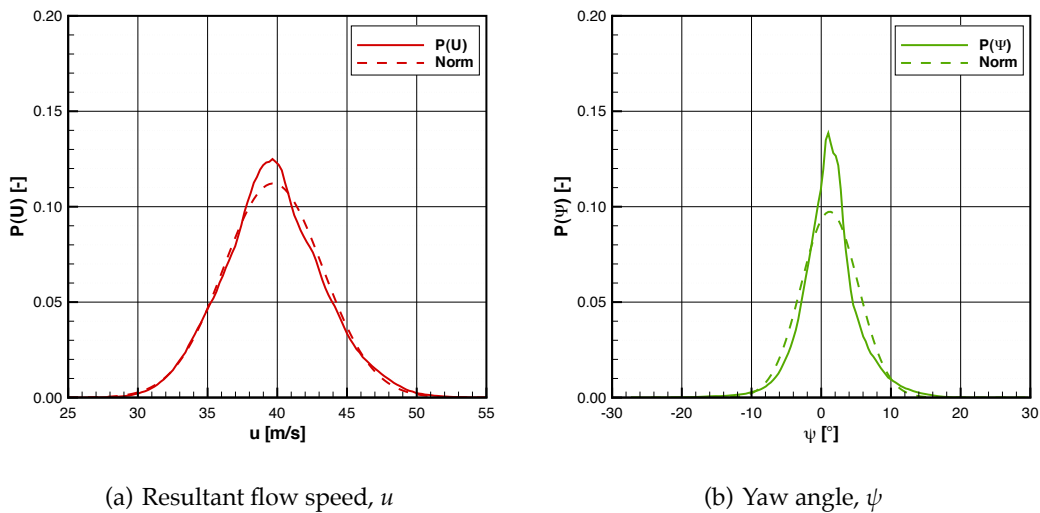 0.20
0.15
0.10
0.05
0.00
P(U) [-]
25 30 35 40 45 50 55
u [m/s]
P(U)
Norm
0.20
0.15
0.10
0.05
0.00
P(Ψ) [-]
-30 -20 -10 0 10 20 30
ψ [°]
P(Ψ)
Norm
(a) Resultant flow speed, u
(b) Yaw angle, ψ